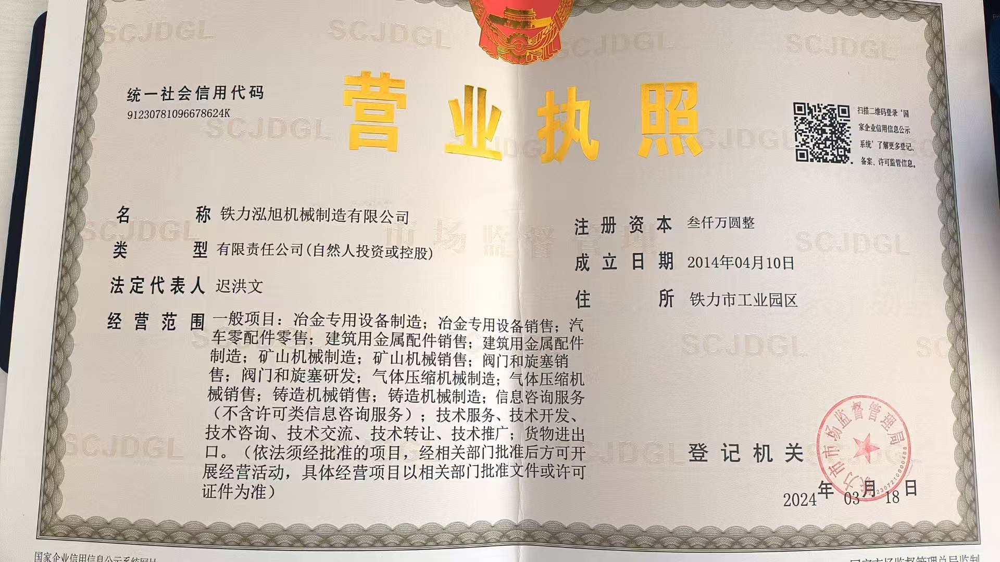 营业执照
统一社会信用代码
91230781096678624K
扫描二维码登录‘国
家企业信用信息公示
系统’了解更多登记、
备案、许可监管信息。
名称 铁力泓旭机械制造有限公司
类型 有限责任公司(自然人投资或控股)
法定代表人 迟洪文
经营范围 一般项目：冶金专用设备制造；冶金专用设备销售；汽
车零配件零售；建筑用金属配件销售；建筑用金属配件
制造；矿山机械制造；矿山机械销售；阀门和旋塞销
售；阀门和旋塞研发；气体压缩机械制造；气体压缩机
械销售；铸造机械销售；铸造机械制造；信息咨询服务
（不含许可类信息咨询服务）；技术服务、技术开发、
技术咨询、技术交流、技术转让、技术推广；货物进出
口。（依法须经批准的项目，经相关部门批准后方可开
展经营活动，具体经营项目以相关部门批准文件或许可
证件为准）
注册资本 叁仟万圆整
成立日期 2014年04月10日
住所 铁力市工业园区
登记机关
铁力市市场监督管理局
2024年03月18日
国家企业信用信息公示系统网址
国家市场监督管理总局监制
SCJDGL
市场监督管理